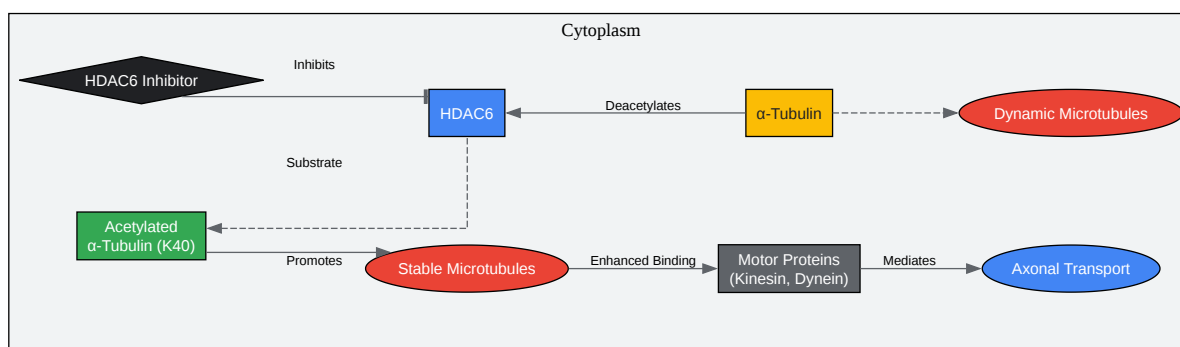 Cytoplasm
Inhibits
HDAC6 Inhibitor
HDAC6
Deacetylates
α-Tubulin
Dynamic Microtubules
Substrate
Acetylated
α-Tubulin (K40)
Promotes
Stable Microtubules
Enhanced Binding
Motor Proteins
(Kinesin, Dynein)
Mediates
Axonal Transport